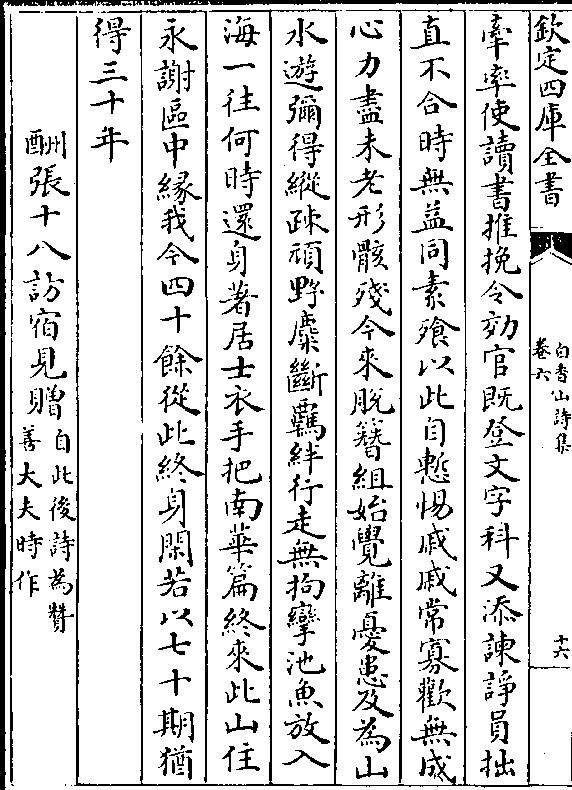 欽定四庫全書
白香山詩集
卷六
十六
牽率使讀書推挽令効官既登文字科又添諫諍員拙
直不合時無益同素飡以此自慙惕戚戚常寡歡無成
心力盡未老形骸殘今來脫簪組始覺離憂患及為山
水遊彌得縱疎頑野麋斷羈絆行走無拘攣池魚放入
海一往何時還身著居士衣手把南華篇終來此山住
永謝區中緣我今四十餘從此終身閑若以七十期猶
得三十年
酬張十八訪宿見贈自此後詩為贊
善大夫時作